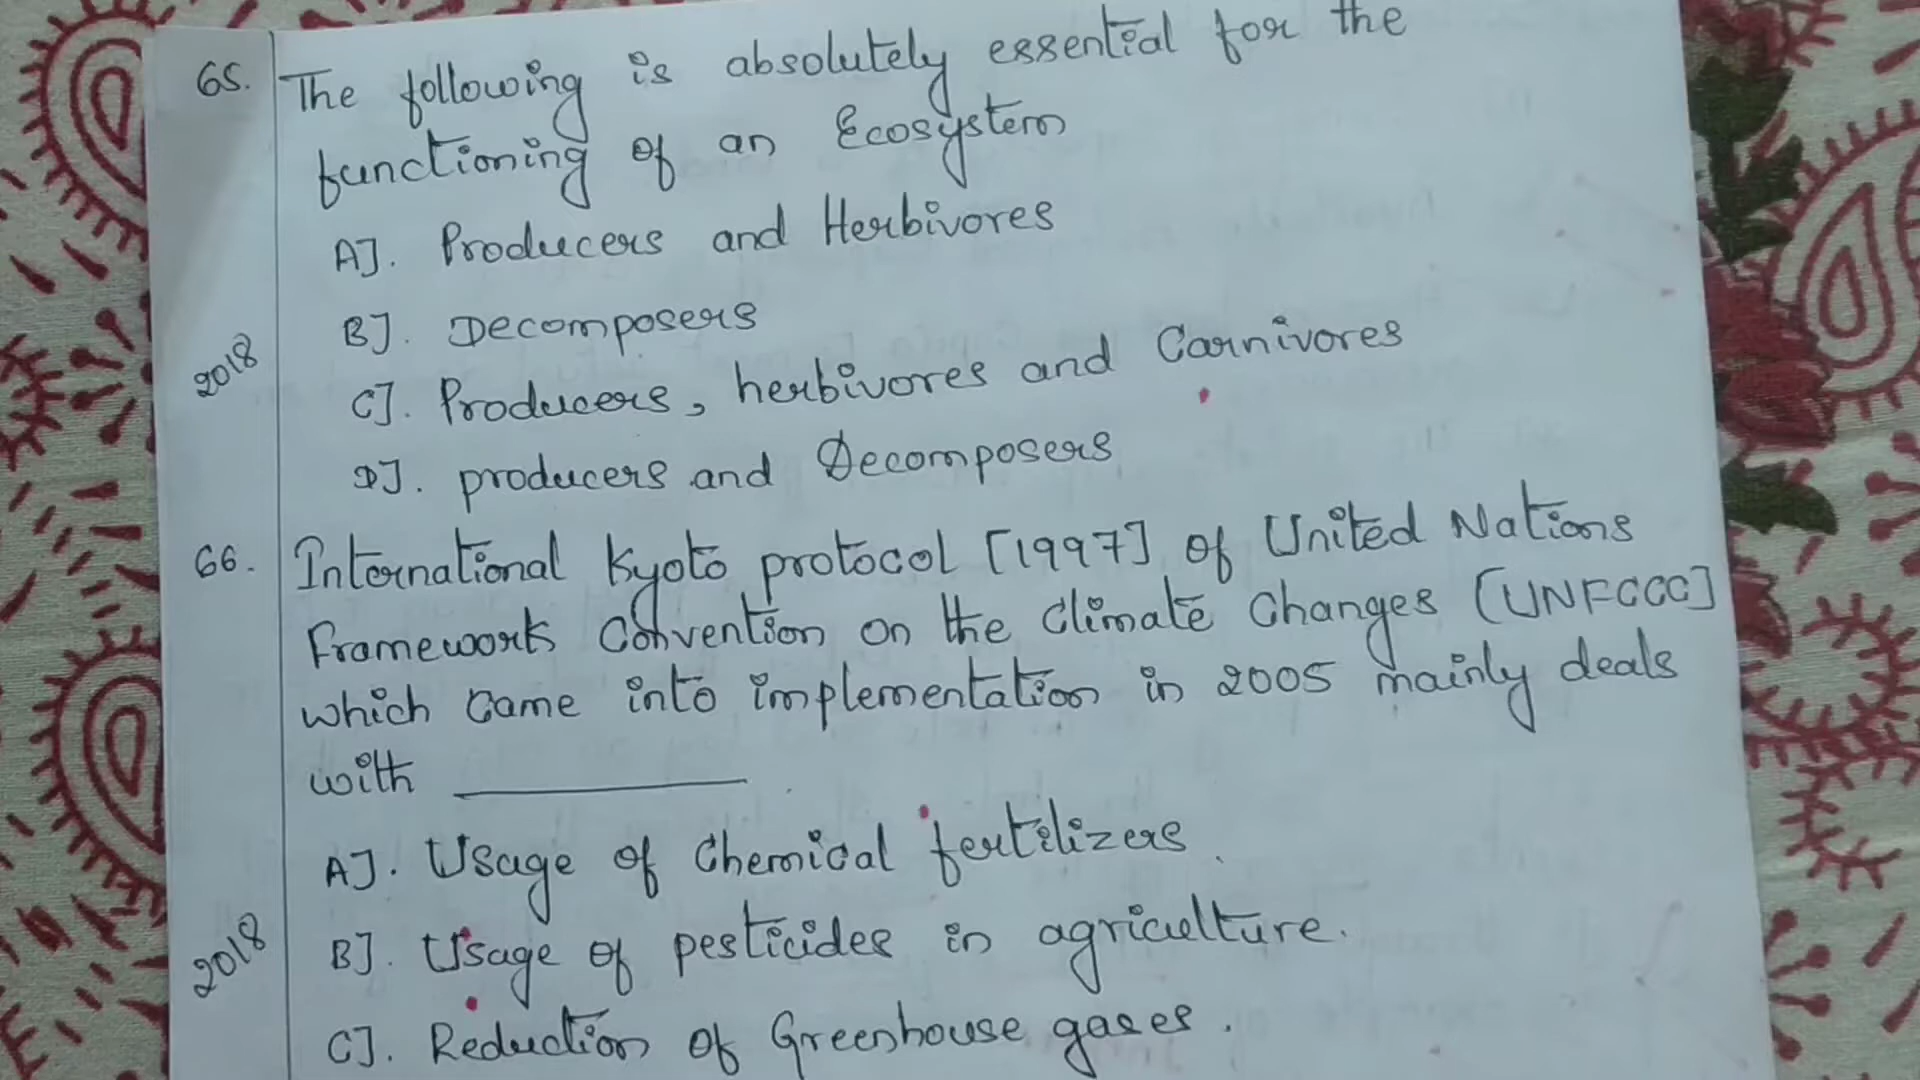 65. The following is absolutely essential for the
functioning of an Ecosystem
A]. Producers and Herbivores
B]. Decomposers
2018
C]. Producers, herbivores and Carnivores
D]. producers and Decomposers
66. International Kyoto protocol [1997] of United Nations
Framework Convention on the Climate Changes [UNFCCC]
which came into implementation in 2005 mainly deals
with __________
A]. Usage of Chemical fertilizers.
B]. Usage of pesticides in agriculture.
2018
C]. Reduction of Greenhouse gases.